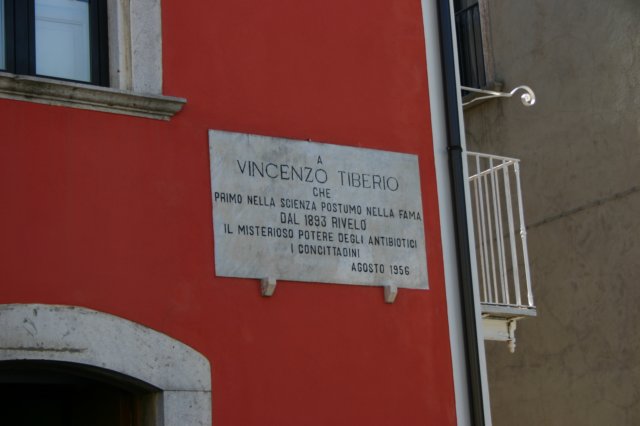 A
VINCENZO TIBERIO
CHE
PRIMO NELLA SCIENZA POSTUMO NELLA FAMA
DAL 1893 RIVELÒ
IL MISTERIOSO POTERE DEGLI ANTIBIOTICI
I CONCITTADINI
AGOSTO 1956